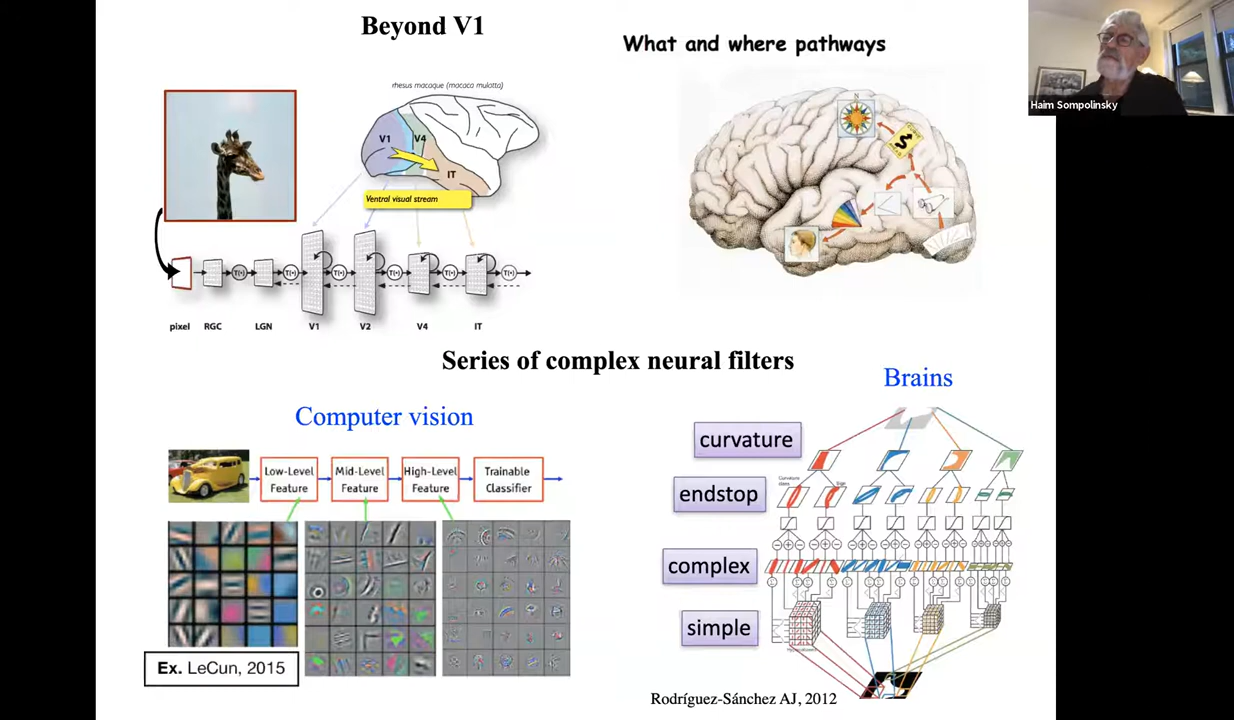 Beyond V1
What and where pathways
Haim Sompolinsky
rhesus macaque (macaca mulatta)
V1
V4
IT
Ventral visual stream
N
T(•)
T(•)
T(•)
T(•)
T(•)
T(•)
pixel
RGC
LGN
V1
V2
V4
IT
Series of complex neural filters
Computer vision
Brains
Low-Level
Feature
Mid-Level
Feature
High-Level
Feature
Trainable
Classifier
Ex. LeCun, 2015
curvature
endstop
complex
simple
Rodríguez-Sánchez AJ, 2012